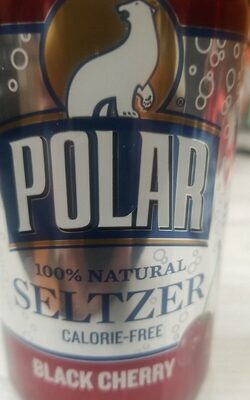 POLAR
100% NATURAL
SELTZER
CALORIE-FREE
BLACK CHERRY